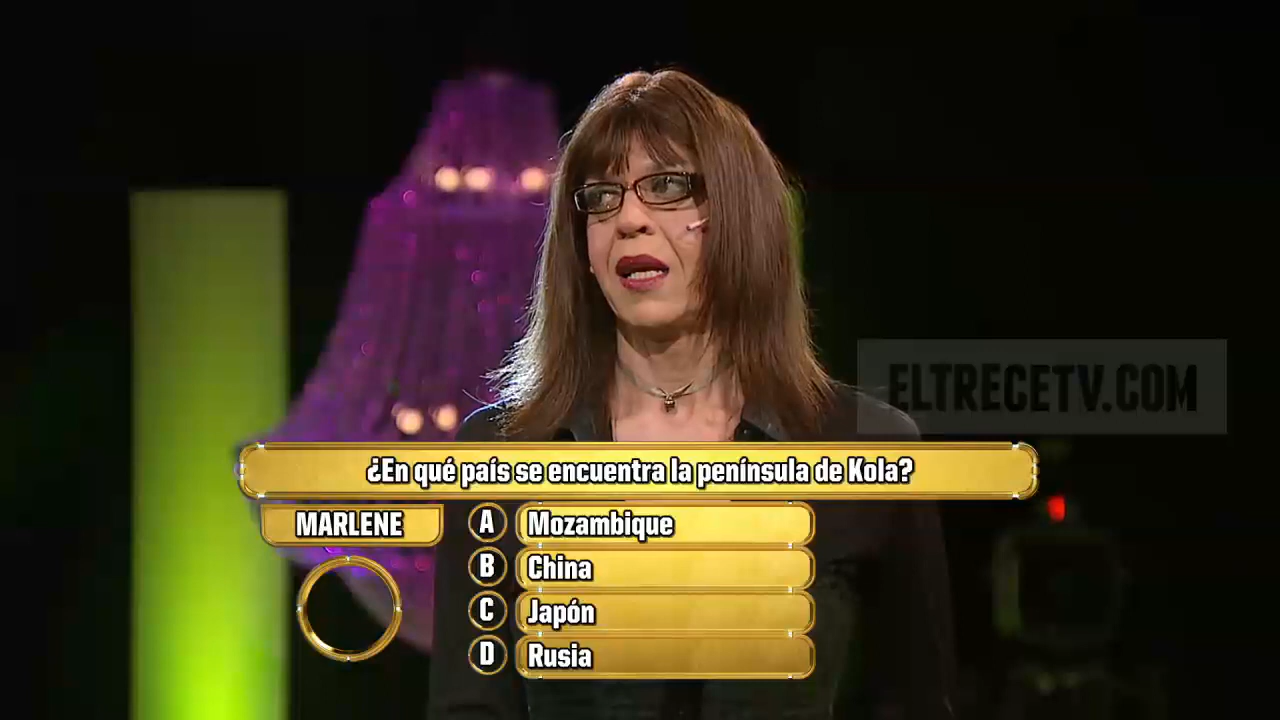 ELTRECETV.COM
¿En qué país se encuentra la península de Kola?
MARLENE
A Mozambique
B China
C Japón
D Rusia